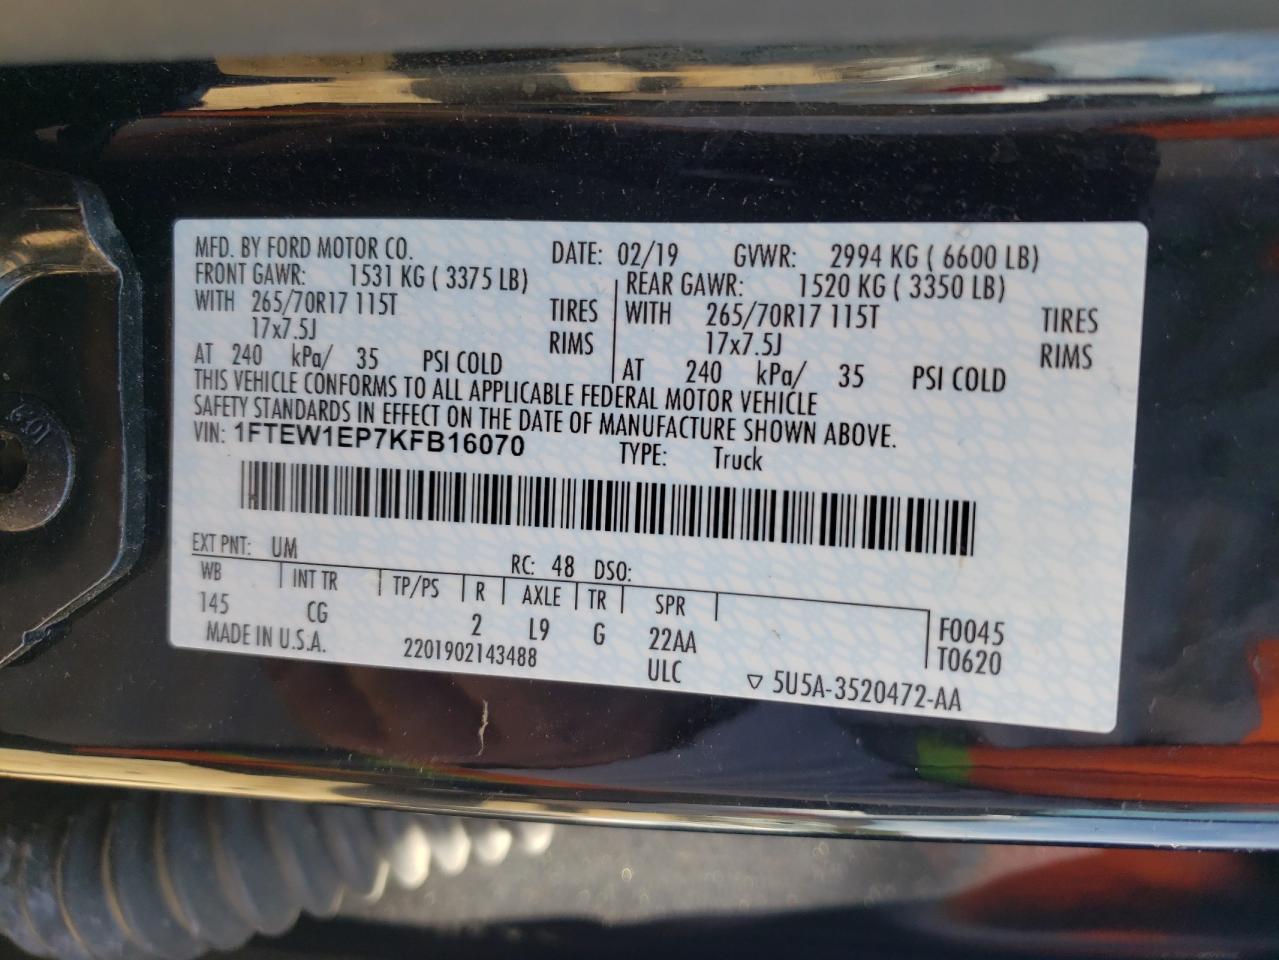 MFD. BY FORD MOTOR CO. DATE: 02/19 GVWR: 2994 KG ( 6600 LB)
FRONT GAWR: 1531 KG ( 3375 LB) REAR GAWR: 1520 KG ( 3350 LB)
WITH 265/70R17 115T TIRES WITH 265/70R17 115T TIRES
17x7.5J RIMS 17x7.5J RIMS
AT 240 kPa/ 35 PSI COLD AT 240 kPa/ 35 PSI COLD
THIS VEHICLE CONFORMS TO ALL APPLICABLE FEDERAL MOTOR VEHICLE
SAFETY STANDARDS IN EFFECT ON THE DATE OF MANUFACTURE SHOWN ABOVE.
VIN: 1FTEW1EP7KFB16070 TYPE: Truck
EXT PNT: UM RC: 48 DSO:
WB INT TR TP/PS R AXLE TR SPR
145 CG 2 L9 G 22AA F0045
MADE IN U.S.A. 2201902143488 ULC T0620
▽ 5U5A-3520472-AA